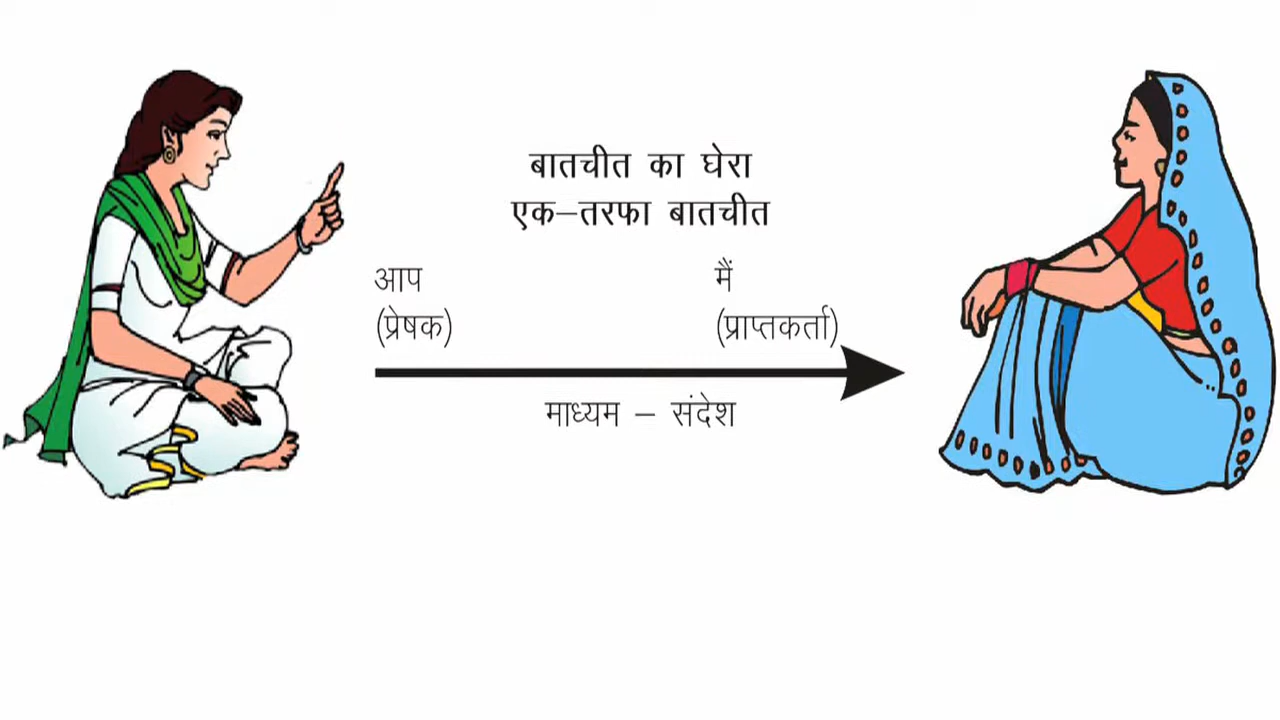 बातचीत का घेरा
एक–तरफा बातचीत
आप मैं
(प्रेषक) (प्राप्तकर्ता)
माध्यम – संदेश